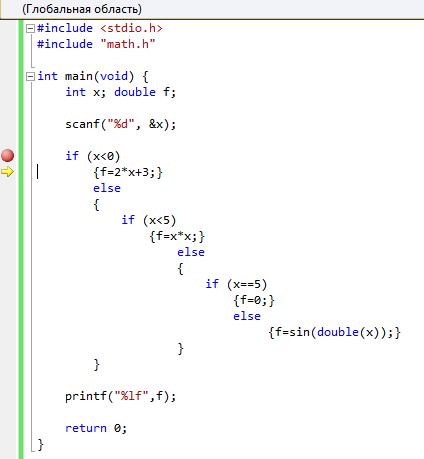 (Глобальная область)
#include <stdio.h>
#include "math.h"
int main(void) {
int x; double f;
scanf("%d", &x);
if (x<0)
{f=2*x+3;}
else
{
if (x<5)
{f=x*x;}
else
{
if (x==5)
{f=0;}
else
{f=sin(double(x));}
}
}
printf("%lf",f);
return 0;
}